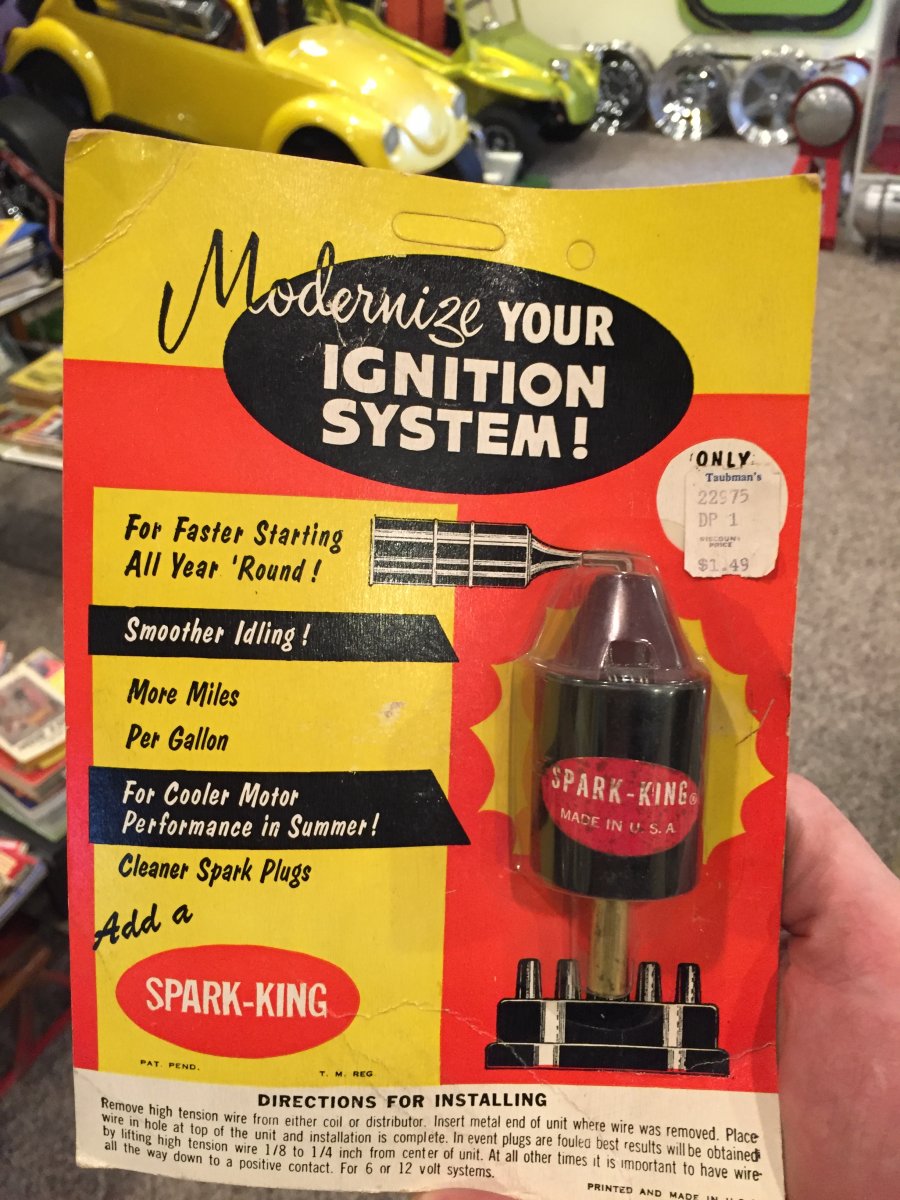 Modernize YOUR
IGNITION
SYSTEM!
ONLY
Taubman's
22975
DP 1
DISCOUNT
PRICE
$1.49
For Faster Starting
All Year 'Round!
Smoother Idling!
More Miles
Per Gallon
For Cooler Motor
Performance in Summer!
Cleaner Spark Plugs
Add a
SPARK-KING
PAT. PEND.
T. M. REG
SPARK-KING®
MADE IN U. S. A
DIRECTIONS FOR INSTALLING
Remove high tension wire from either coil or distributor. Insert metal end of unit where wire was removed. Place
wire in hole at top of the unit and installation is complete. In event plugs are fouled best results will be obtained
by lifting high tension wire 1/8 to 1/4 inch from center of unit. At all other times it is important to have wire
all the way down to a positive contact. For 6 or 12 volt systems.
PRINTED AND MADE IN